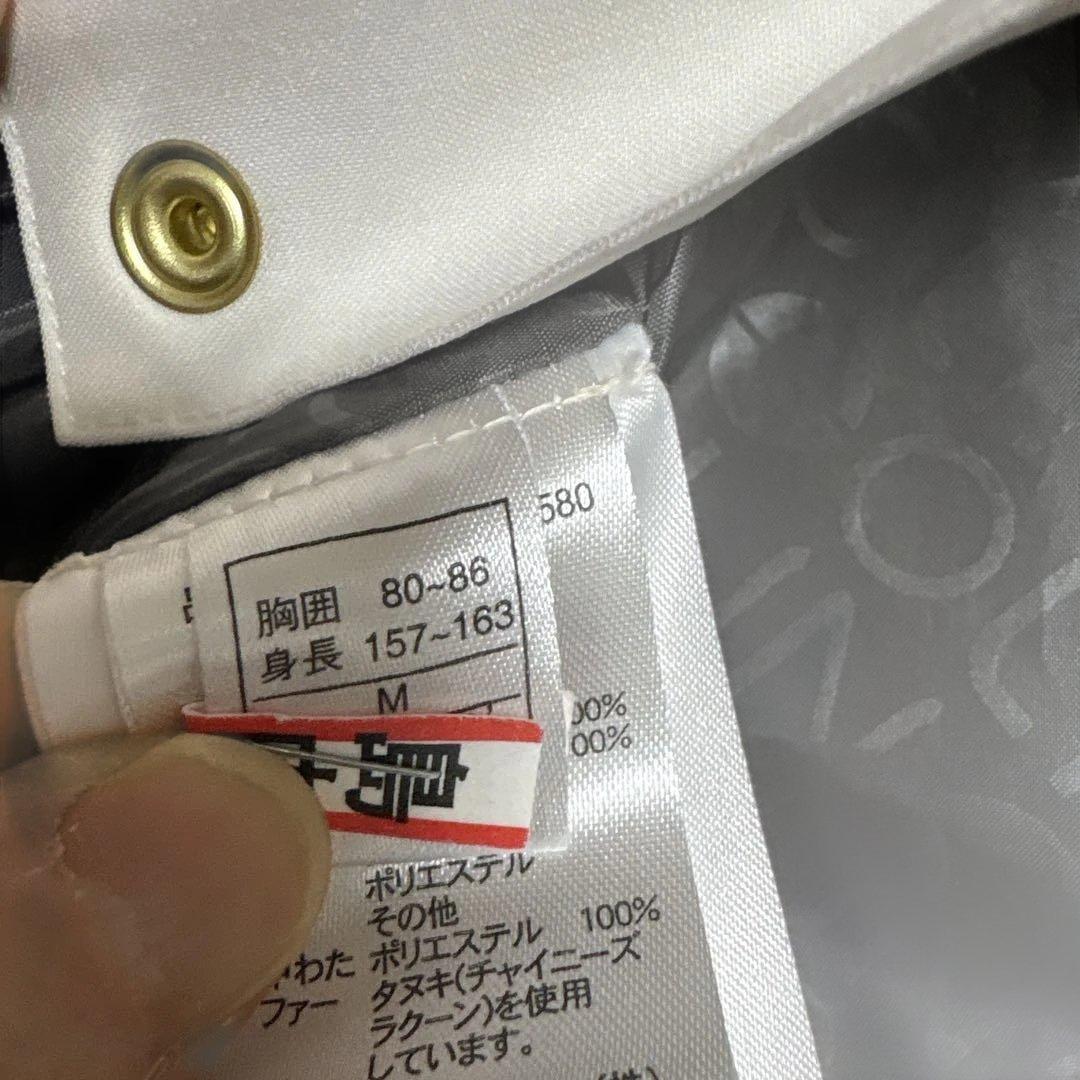 580
胸囲 80~86
身長 157~163
M
00%
00%
鳥
ポリエステル
その他
ポリエステル 100%
わた
ファー タヌキ(チャイニーズ
ラクーン)を使用
しています。
(株)